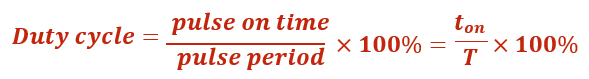 Duty cycle = pulse on time / pulse period × 100% = t_on / T × 100%